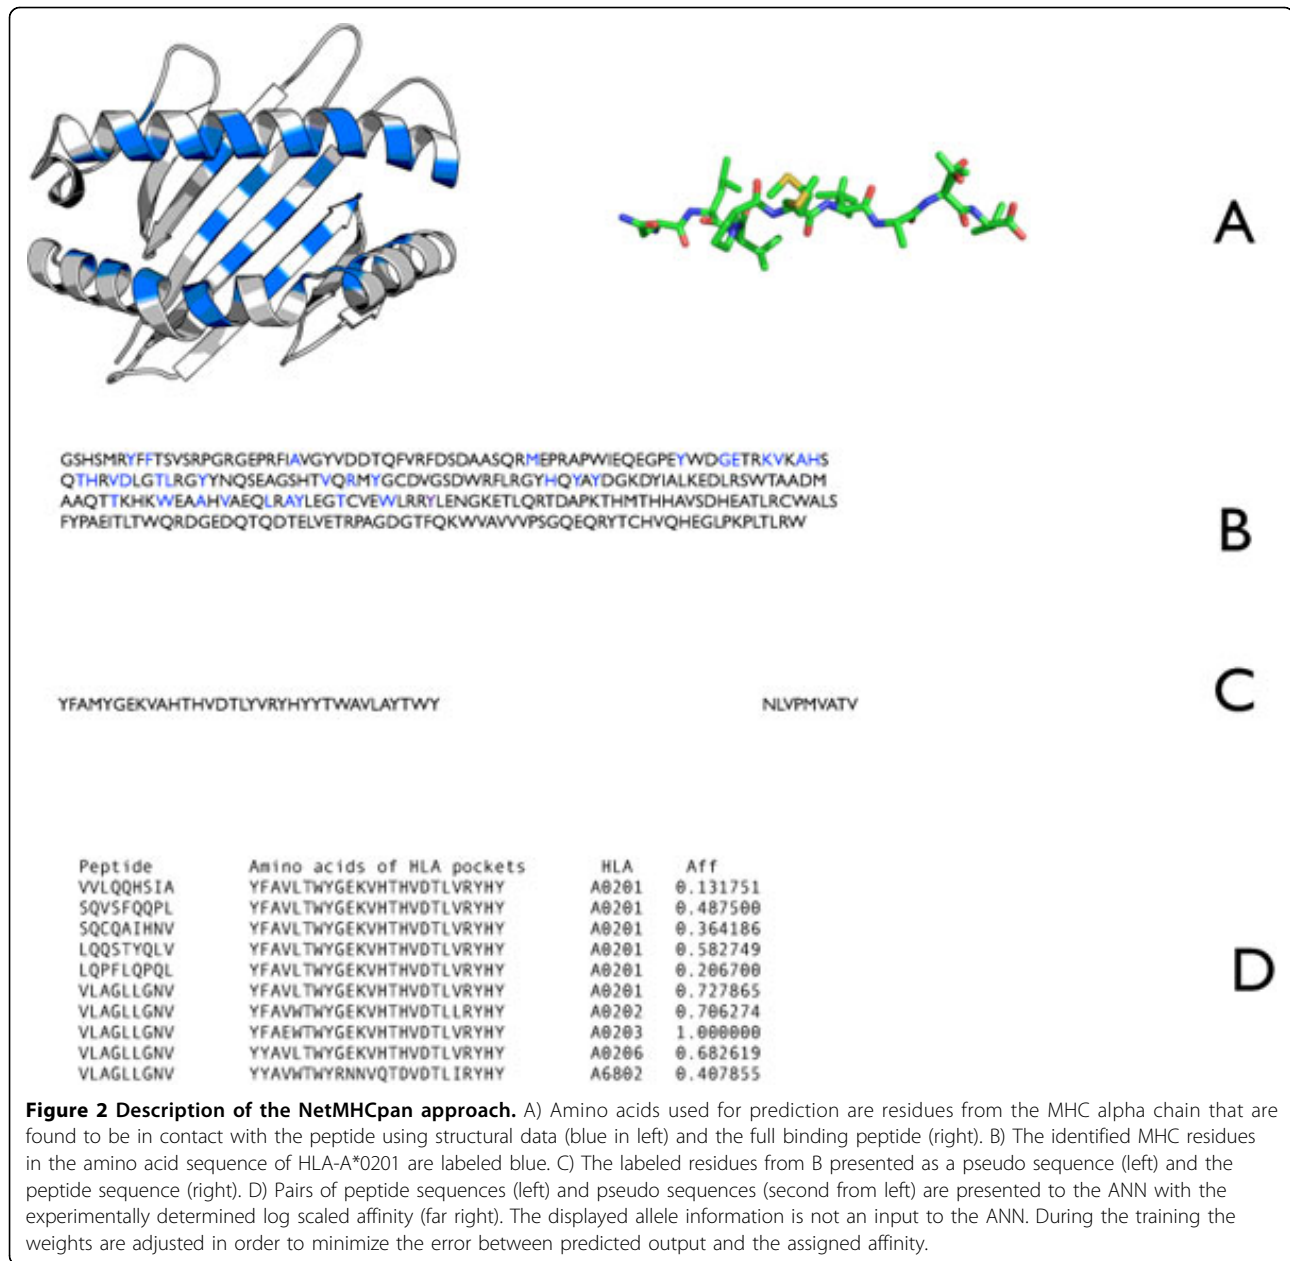 A
GSHSMRYFFTSVSRPGRGEPRFIAVGYVDDTQFVRFDSDAASQRMEPRAPWIEQEGPEYWDGETRKVKAHS
QTHRVDLGTLRGYYNQSEAGSHTVQRMYGCDVGSDWRFLRGYHQYAYDGKDYIALKEDLRSWTAADM
AAQTTKHKWEAAHVAEQLRAYLEGTCVEWLRRYLENGKETLQRTDAPKTHMTHHAVSDHEATLRCWALS
FYPAEITLTWQRDGEDQTQDTELVETRPAGDGTFQKWVAVVVPSGQEQRYTCHVQHEGLPKPLTLRW
B
YFAMYGEKVAHTHVDTLYVRYHYYTWAVLAYTWY NLVPMVATV
C
Peptide Amino acids of HLA pockets HLA Aff
VVLQQHSIA YFAVLTWYGEKVHTHVDTLVRYHY A0201 0.131751
SQVSFQQPL YFAVLTWYGEKVHTHVDTLVRYHY A0201 0.487500
SQCQAIHNV YFAVLTWYGEKVHTHVDTLVRYHY A0201 0.364186
LQQSTYQLV YFAVLTWYGEKVHTHVDTLVRYHY A0201 0.582749
LQPFLQPQL YFAVLTWYGEKVHTHVDTLVRYHY A0201 0.206700
VLAGLLGNV YFAVLTWYGEKVHTHVDTLVRYHY A0201 0.727865
VLAGLLGNV YFAVWTWYGEKVHTHVDTLLRYHY A0202 0.706274
VLAGLLGNV YFAEWTWYGEKVHTHVDTLVRYHY A0203 1.000000
VLAGLLGNV YYAVLTWYGEKVHTHVDTLVRYHY A0206 0.682619
VLAGLLGNV YYAVWTWYRNNVQTDVDTLIRYHY A6802 0.407855
D
Figure 2 Description of the NetMHCpan approach. A) Amino acids used for prediction are residues from the MHC alpha chain that are
found to be in contact with the peptide using structural data (blue in left) and the full binding peptide (right). B) The identified MHC residues
in the amino acid sequence of HLA-A*0201 are labeled blue. C) The labeled residues from B presented as a pseudo sequence (left) and the
peptide sequence (right). D) Pairs of peptide sequences (left) and pseudo sequences (second from left) are presented to the ANN with the
experimentally determined log scaled affinity (far right). The displayed allele information is not an input to the ANN. During the training the
weights are adjusted in order to minimize the error between predicted output and the assigned affinity.